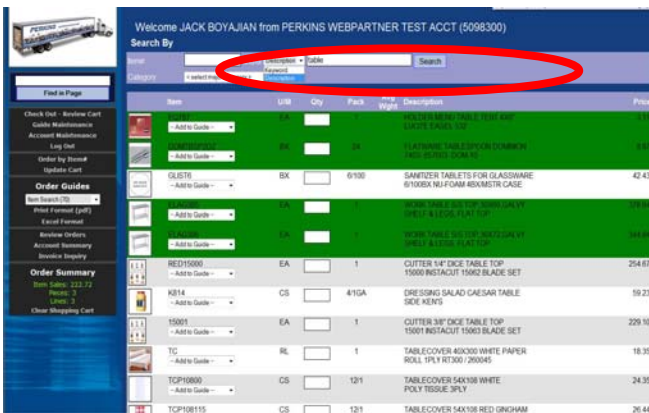 PERKINS
Welcome JACK BOYAJIAN from PERKINS WEBPARTNER TEST ACCT (5098300)
Search By
Description table Search
Keyword
Description
Category
Find in Page
Check Out - Review Cart
Guide Maintenance
Account Maintenance
Log Out
Order by Item#
Update Cart
Order Guides
Item Search (70)
Print Format (pdf)
Excel Format
Review Orders
Account Summary
Invoice Inquiry
Order Summary
Item Sales: 222.72
Pieces: 3
Lines: 3
Clear Shopping Cart
Item U/M Qty Pack Avg Wght Description Price
-- Add to Guide -- EA 1 HOLDER MENU TABLE TENT 4X6"
-- Add to Guide -- BX 24 FLATWARE TABLESPOON DOMINION
GLIST6 BX 6/100 SANITIZER TABLETS FOR GLASSWARE 42.43
-- Add to Guide -- 6/100BX NU-FOAM 4BX/MSTR CASE
EA 1 WORK TABLE S/S TOP
-- Add to Guide -- SHELF & LEGS, FLAT TOP
EA 1 WORK TABLE S/S TOP
-- Add to Guide -- SHELF & LEGS, FLAT TOP
RED15000 EA 1 CUTTER 1/4" DICE TABLE TOP 254.67
-- Add to Guide -- 15000 INSTACUT 15062 BLADE SET
K814 CS 4/1GA DRESSING SALAD CAESAR TABLE 59.23
-- Add to Guide -- SIDE KEN'S
15001 EA 1 CUTTER 3/8" DICE TABLE TOP 229.10
-- Add to Guide -- 15001 INSTACUT 15063 BLADE SET
TC RL 1 TABLECOVER 40X300 WHITE PAPER 18.35
-- Add to Guide -- ROLL 1PLY RT300 / 260045
TCP10800 CS 12/1 TABLECOVER 54X108 WHITE 24.35
-- Add to Guide -- POLY TISSUE 3PLY
TCP108115 CS 12/1 TABLECOVER 54X108 RED GINGHAM 26.44